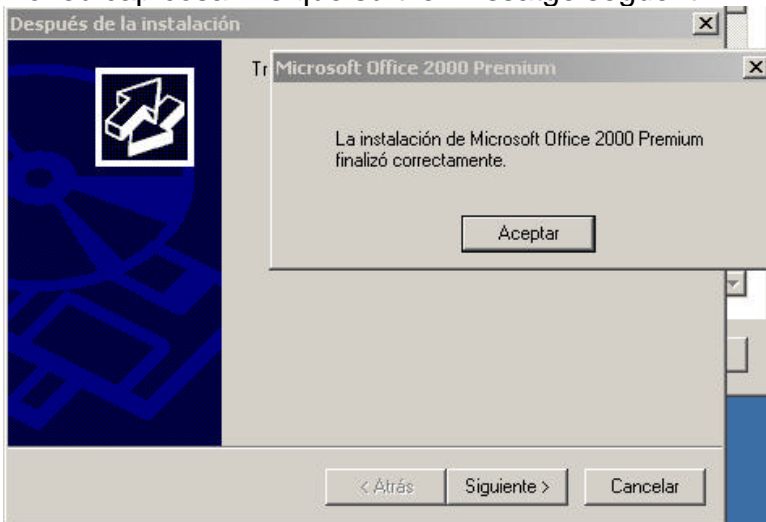 Después de la instalación
Tr
Microsoft Office 2000 Premium
La instalación de Microsoft Office 2000 Premium
finalizó correctamente.
Aceptar
< Atrás Siguiente > Cancelar